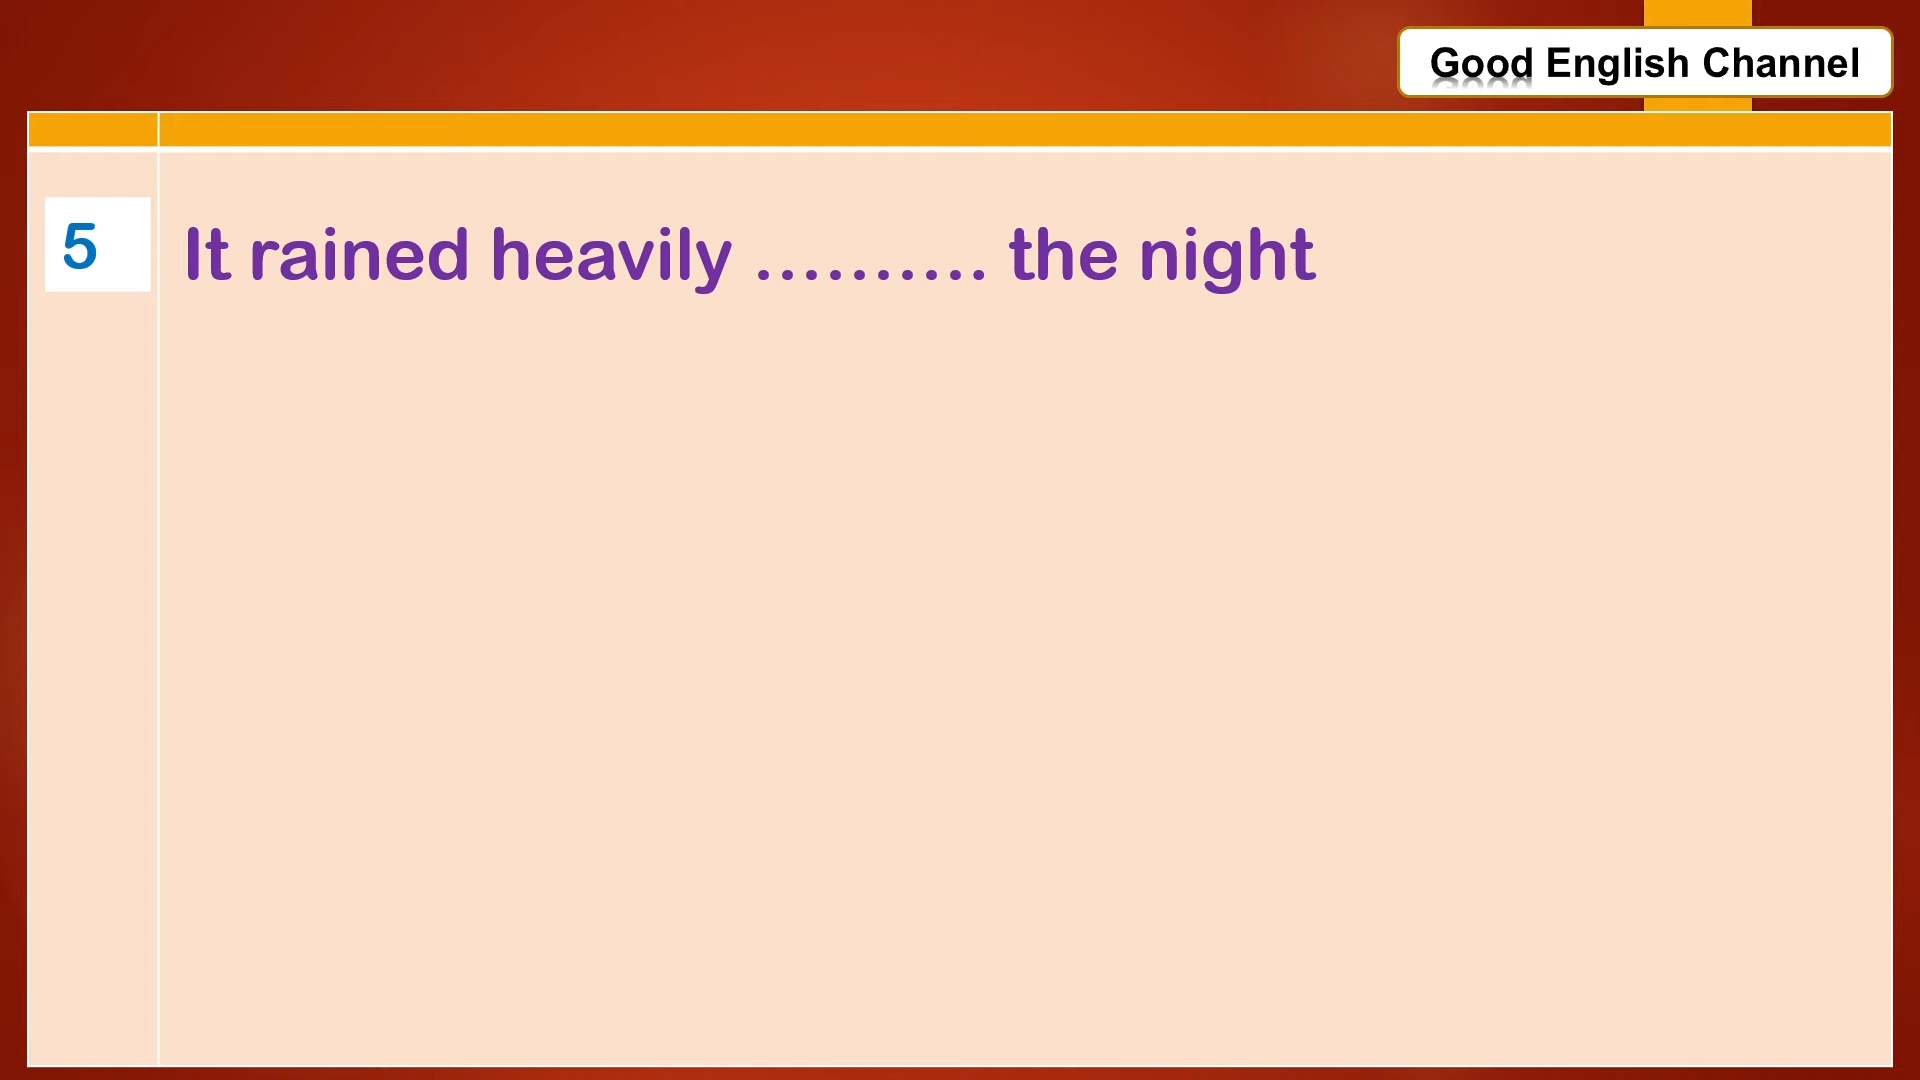 Good English Channel
5
It rained heavily .......... the night